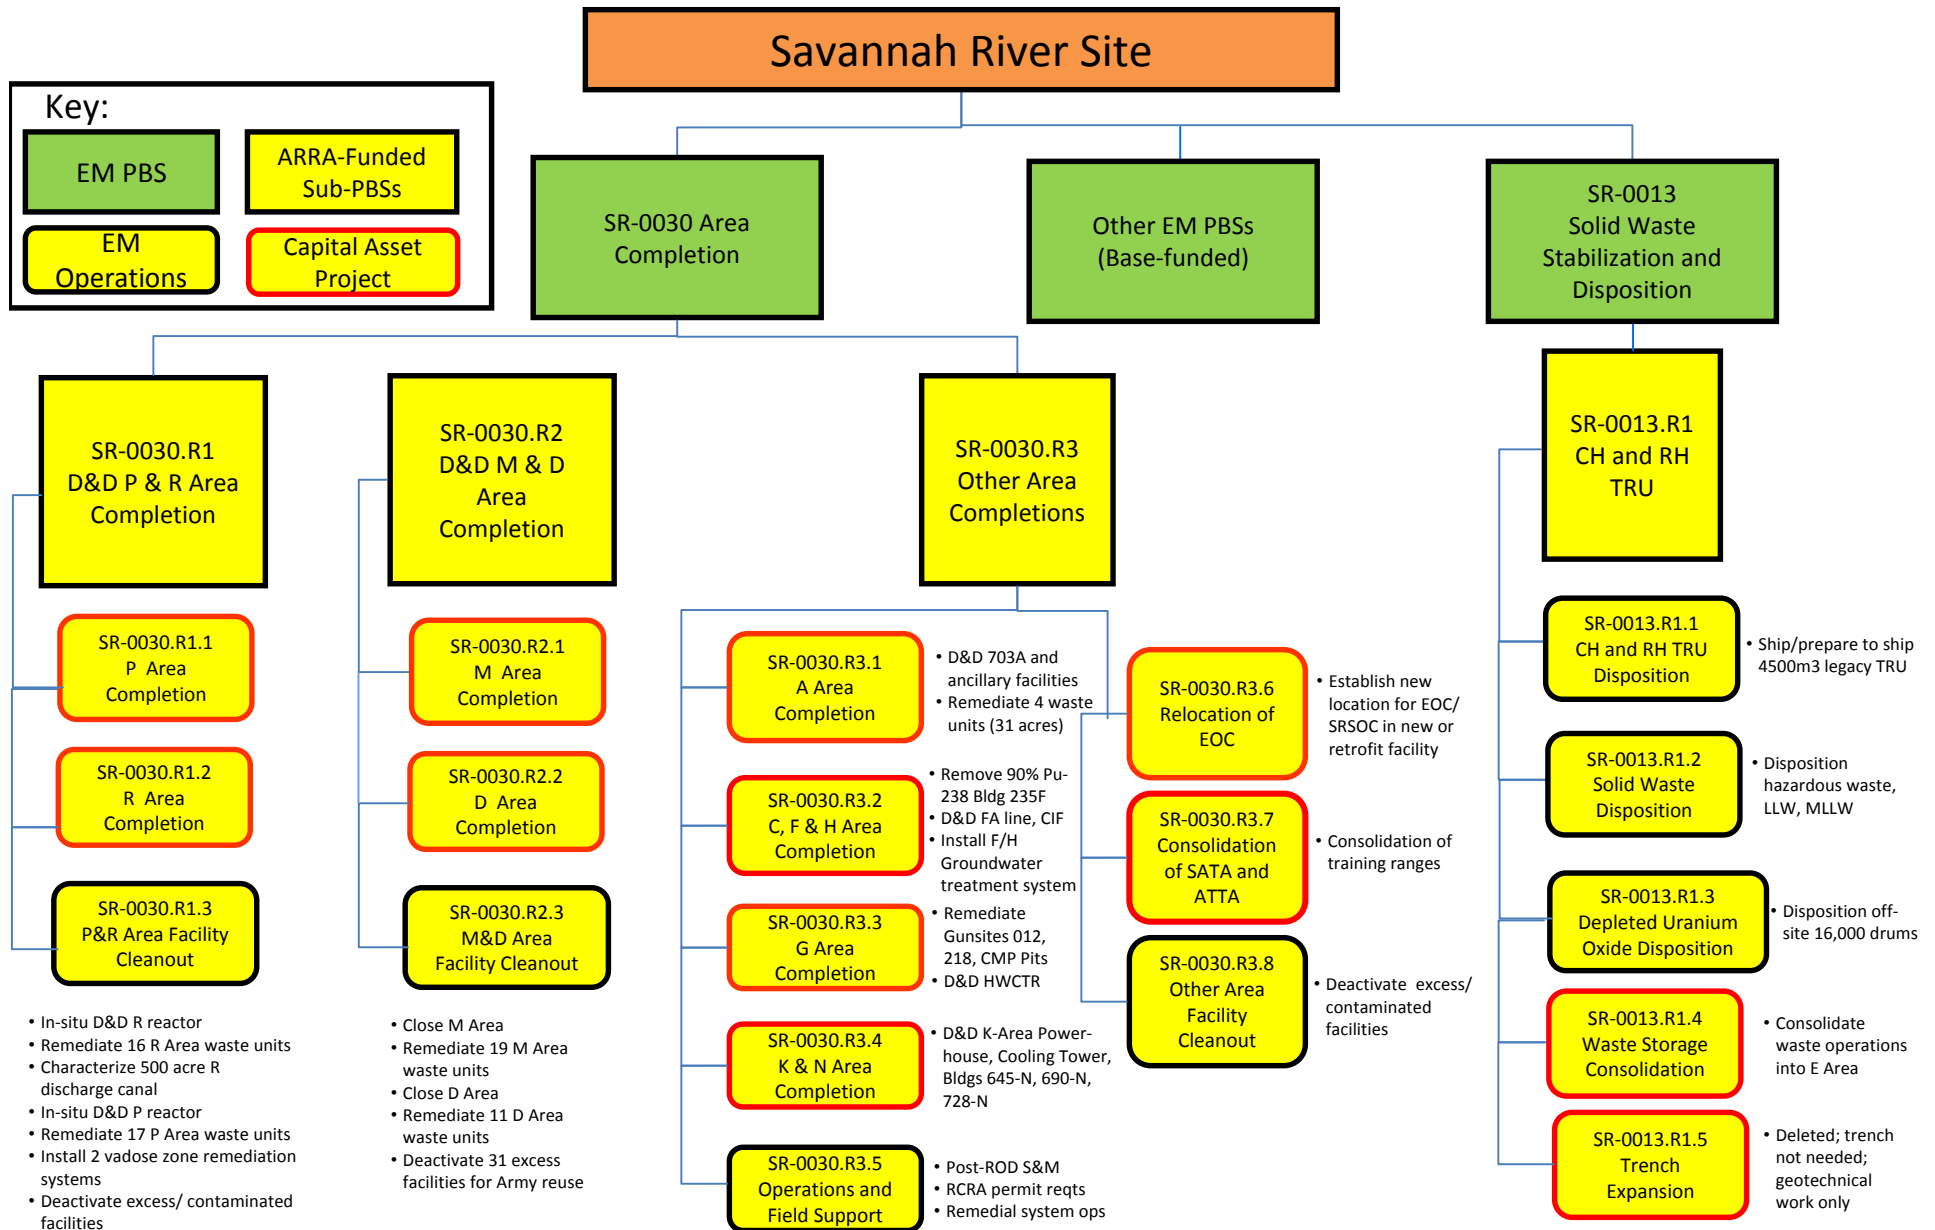 Savannah River Site
Key:
EM PBS
ARRA-Funded
Sub-PBSs
EM
Operations
Capital Asset
Project
SR-0030 Area
Completion
Other EM PBSs
(Base-funded)
SR-0013
Solid Waste
Stabilization and
Disposition
SR-0030.R1
D&D P & R Area
Completion
SR-0030.R2
D&D M & D
Area
Completion
SR-0030.R3
Other Area
Completions
SR-0013.R1
CH and RH
TRU
SR-0030.R1.1
P Area
Completion
SR-0030.R1.2
R Area
Completion
SR-0030.R1.3
P&R Area Facility
Cleanout
• In-situ D&D R reactor
• Remediate 16 R Area waste units
• Characterize 500 acre R
discharge canal
• In-situ D&D P reactor
• Remediate 17 P Area waste units
• Install 2 vadose zone remediation
systems
• Deactivate excess/ contaminated
facilities
SR-0030.R2.1
M Area
Completion
SR-0030.R2.2
D Area
Completion
SR-0030.R2.3
M&D Area
Facility Cleanout
• Close M Area
• Remediate 19 M Area
waste units
• Close D Area
• Remediate 11 D Area
waste units
• Deactivate 31 excess
facilities for Army reuse
SR-0030.R3.1
A Area
Completion
• D&D 703A and
ancillary facilities
• Remediate 4 waste
units (31 acres)
SR-0030.R3.2
C, F & H Area
Completion
• Remove 90% Pu-
238 Bldg 235F
• D&D FA line, CIF
• Install F/H
Groundwater
treatment system
SR-0030.R3.3
G Area
Completion
• Remediate
Gunsites 012,
218, CMP Pits
• D&D HWCTR
SR-0030.R3.4
K & N Area
Completion
• D&D K-Area Power-
house, Cooling Tower,
Bldgs 645-N, 690-N,
728-N
SR-0030.R3.5
Operations and
Field Support
• Post-ROD S&M
• RCRA permit reqts
• Remedial system ops
SR-0030.R3.6
Relocation of
EOC
• Establish new
location for EOC/
SRSOC in new or
retrofit facility
SR-0030.R3.7
Consolidation
of SATA and
ATTA
• Consolidation of
training ranges
SR-0030.R3.8
Other Area
Facility
Cleanout
• Deactivate excess/
contaminated
facilities
SR-0013.R1.1
CH and RH TRU
Disposition
• Ship/prepare to ship
4500m3 legacy TRU
SR-0013.R1.2
Solid Waste
Disposition
• Disposition
hazardous waste,
LLW, MLLW
SR-0013.R1.3
Depleted Uranium
Oxide Disposition
• Disposition off-
site 16,000 drums
SR-0013.R1.4
Waste Storage
Consolidation
• Consolidate
waste operations
into E Area
SR-0013.R1.5
Trench
Expansion
• Deleted; trench
not needed;
geotechnical
work only